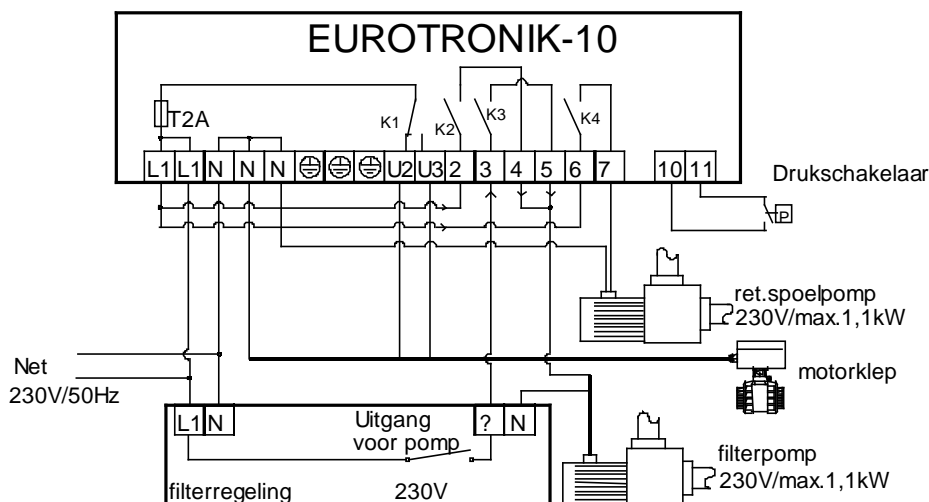 EUROTRONIK-10
T2A
K1
K2
K3
K4
L1 L1 N N N U2 U3 2 3 4 5 6 7 10 11
Drukschakelaar
P
ret.spoelpomp
230V/max.1,1kW
Net
230V/50Hz
motorklep
L1 N
Uitgang
voor pomp
? N
filterregeling
230V
filterpomp
230V/max.1,1kW